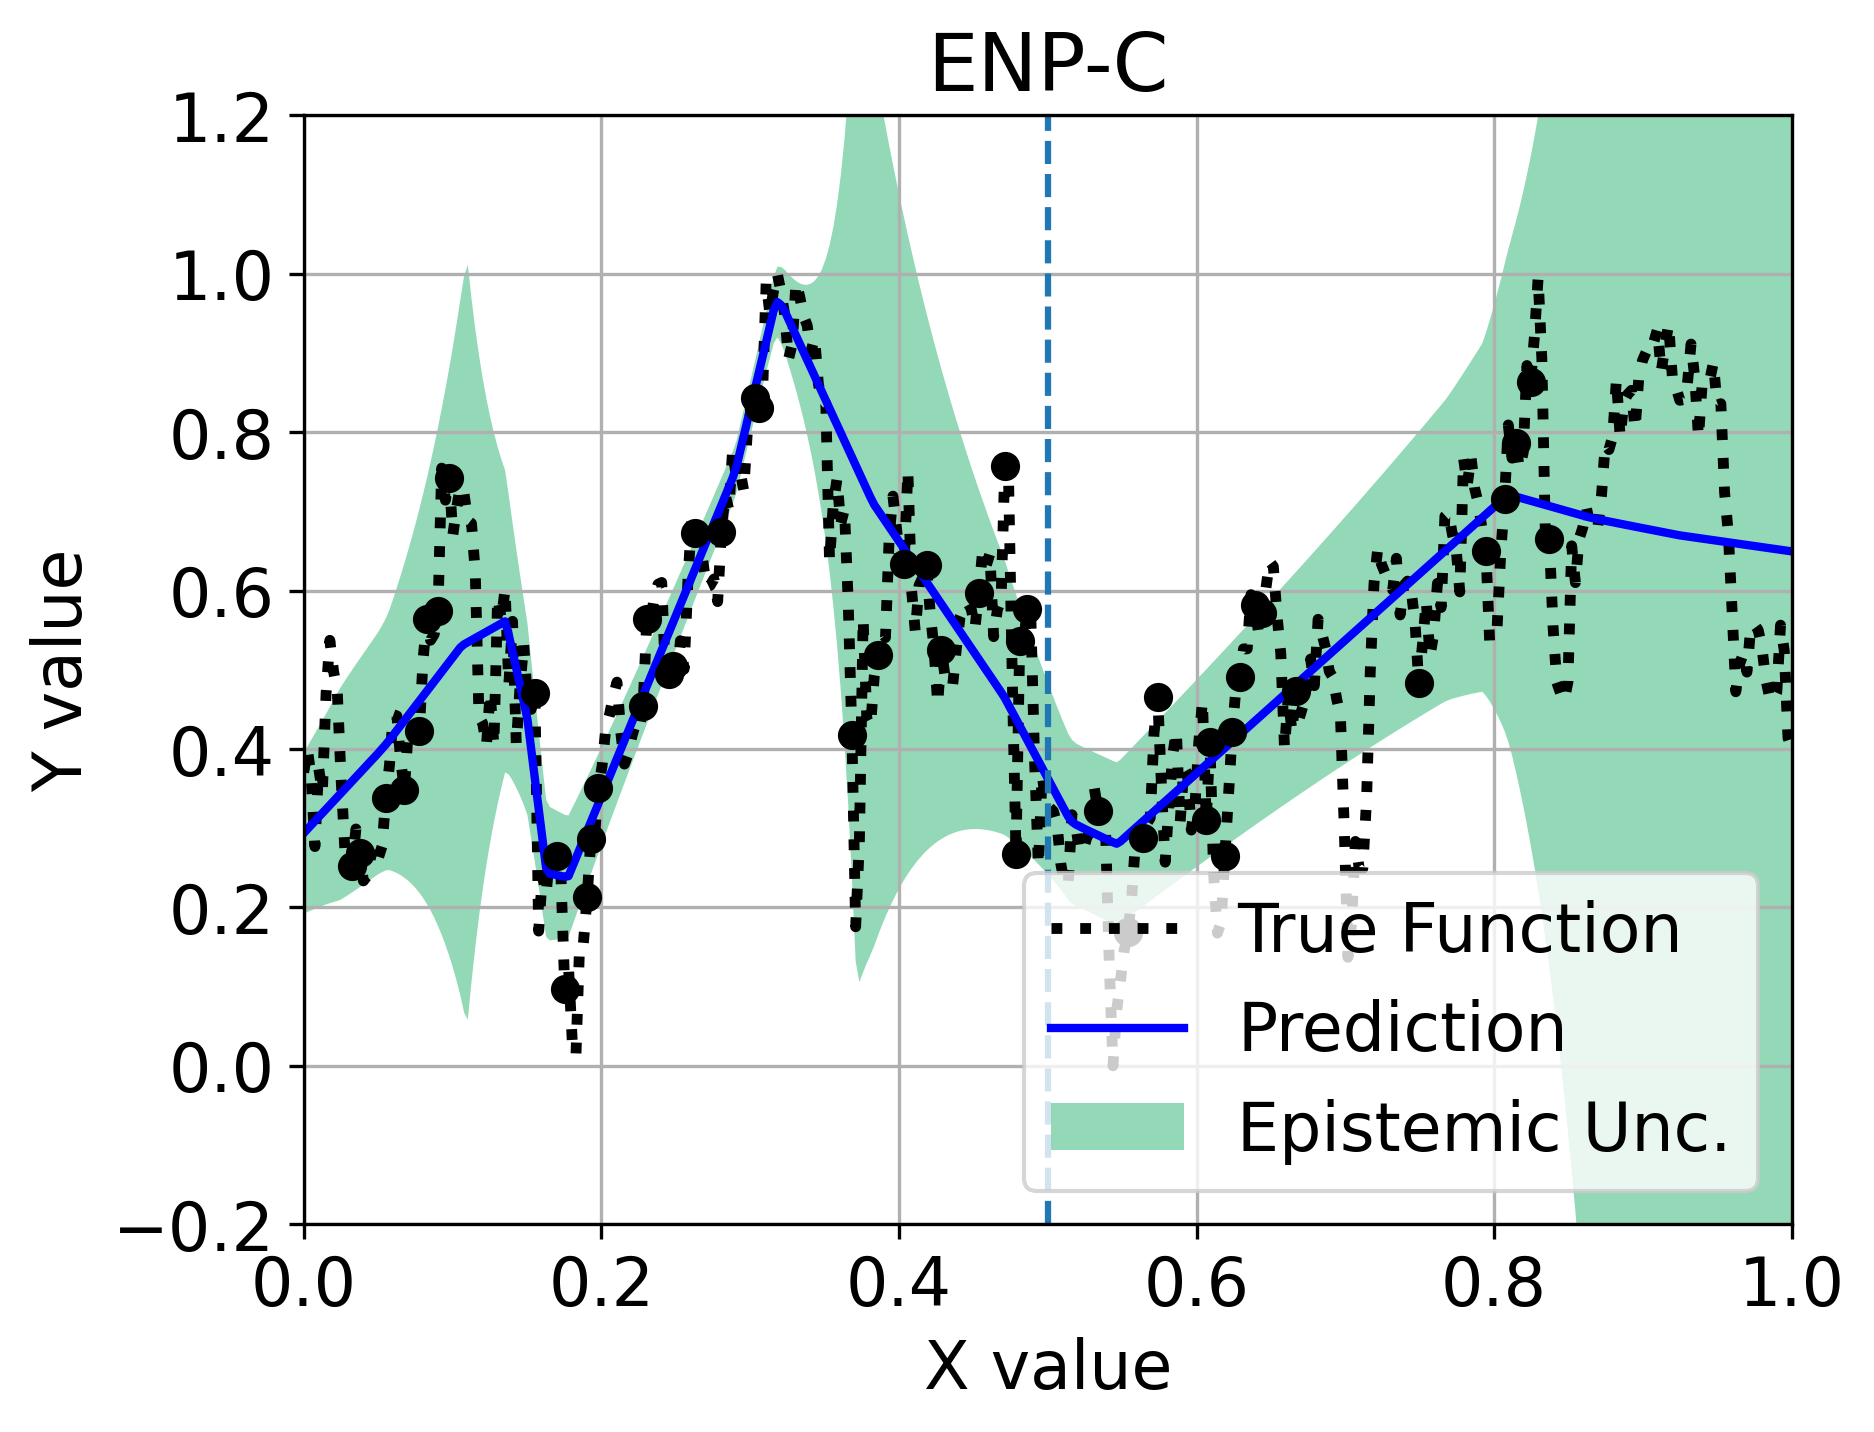 ENP-C
1.2
1.0
0.8
0.6
0.4
0.2
0.0
−0.2
Y value
True Function
Prediction
Epistemic Unc.
0.0 0.2 0.4 0.6 0.8 1.0
X value